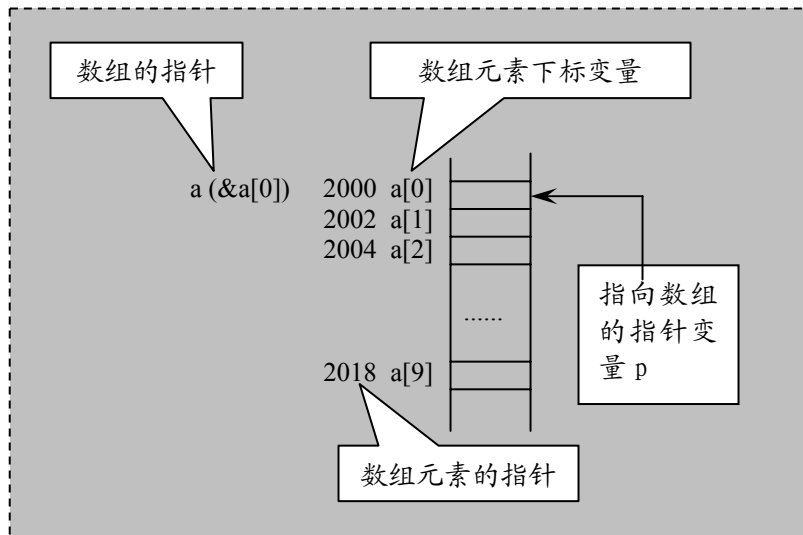 数组的指针
数组元素下标变量
a (&a[0]) 2000 a[0]
2002 a[1]
2004 a[2]
......
指向数组
的指针变
量 p
2018 a[9]
数组元素的指针